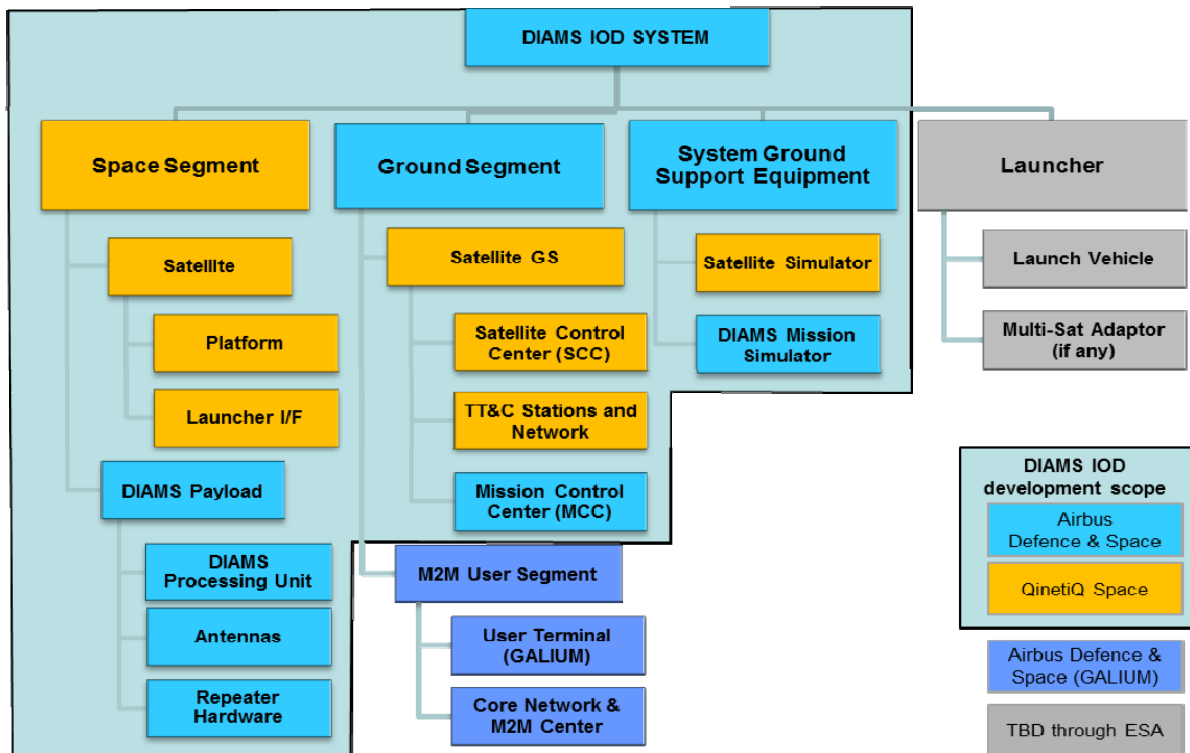 DIAMS IOD SYSTEM
Space Segment
Ground Segment
System Ground
Support Equipment
Launcher
Satellite
Platform
Launcher I/F
DIAMS Payload
DIAMS
Processing Unit
Antennas
Repeater
Hardware
Satellite GS
Satellite Control
Center (SCC)
TT&C Stations and
Network
Mission Control
Center (MCC)
M2M User Segment
User Terminal
(GALIUM)
Core Network &
M2M Center
Satellite Simulator
DIAMS Mission
Simulator
Launch Vehicle
Multi-Sat Adaptor
(if any)
DIAMS IOD
development scope
Airbus
Defence & Space
QinetiQ Space
Airbus Defence &
Space (GALIUM)
TBD through ESA